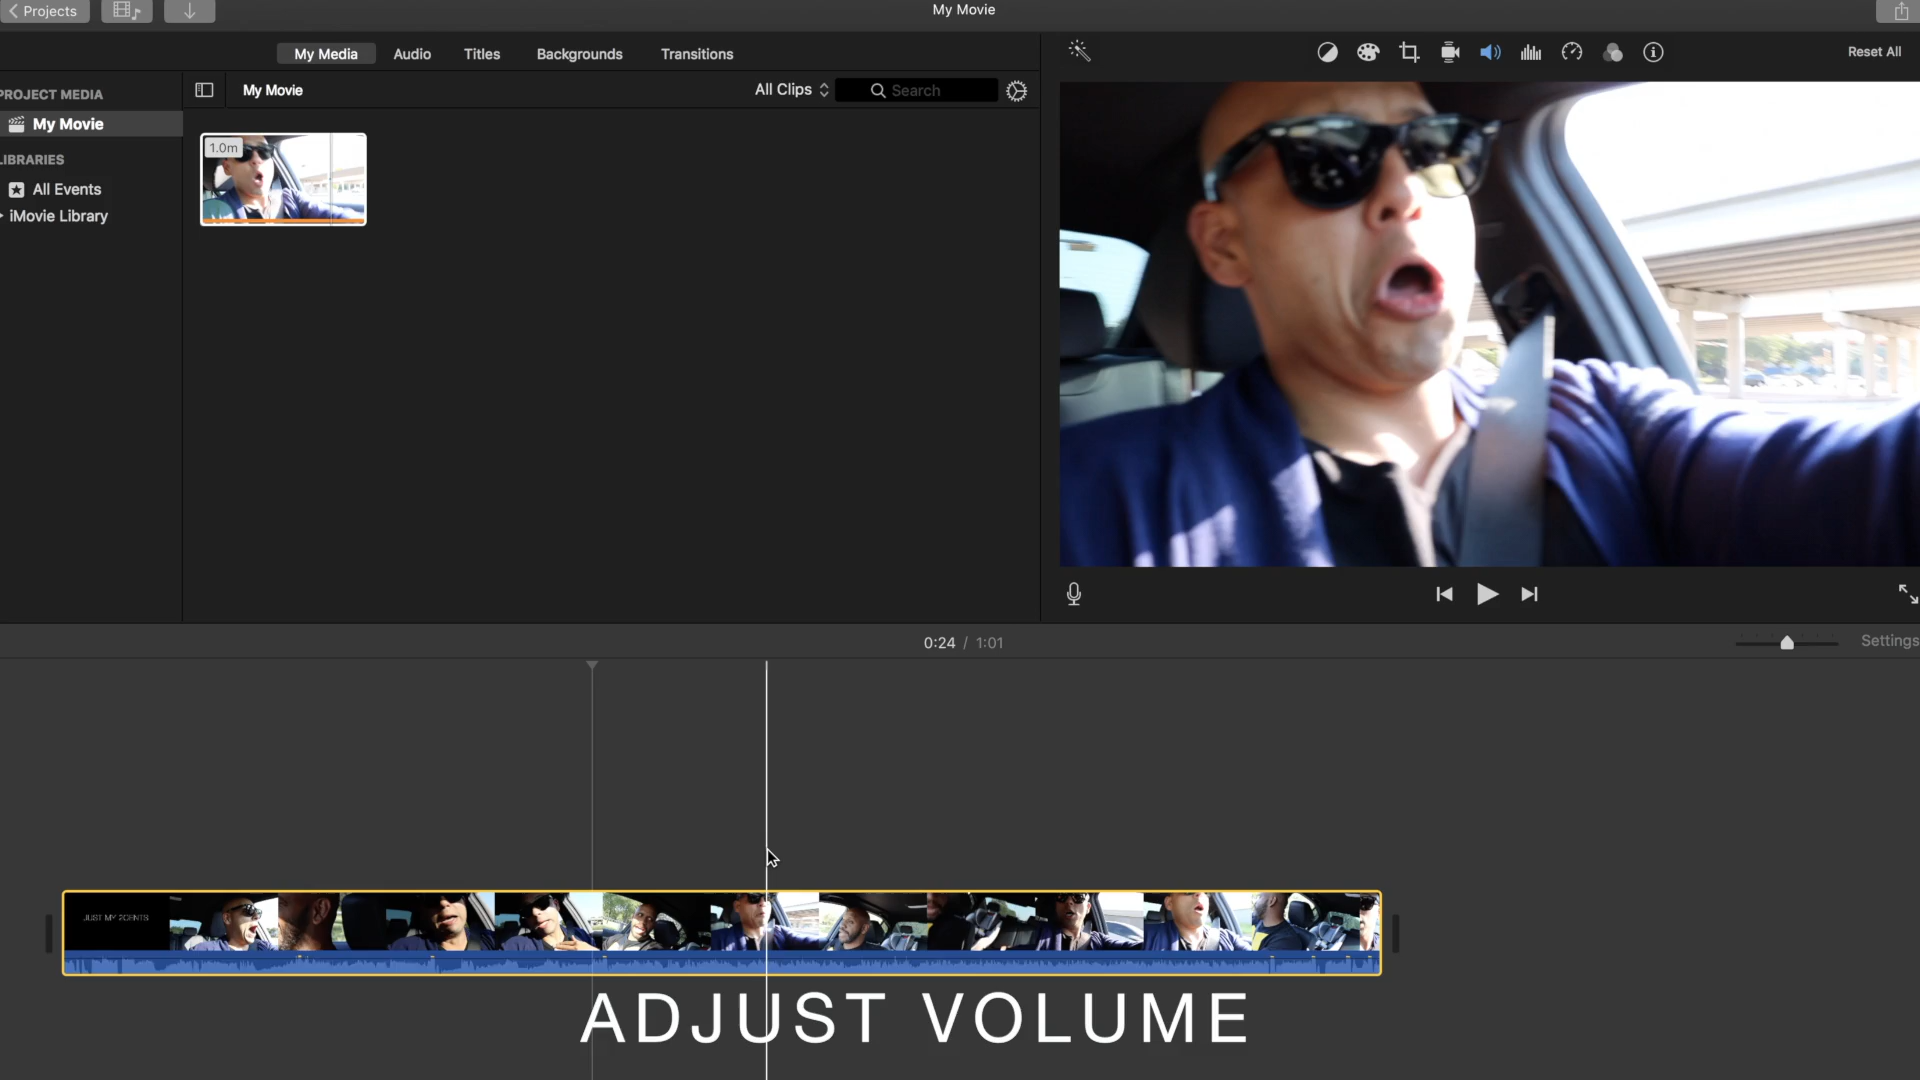 Projects
My Movie
My Media
Audio
Titles
Backgrounds
Transitions
Reset All
PROJECT MEDIA
My Movie
All Clips
Search
My Movie
1.0m
LIBRARIES
All Events
iMovie Library
0:24 / 1:01
Settings
JUST MY 2CENTS
ADJUST VOLUME